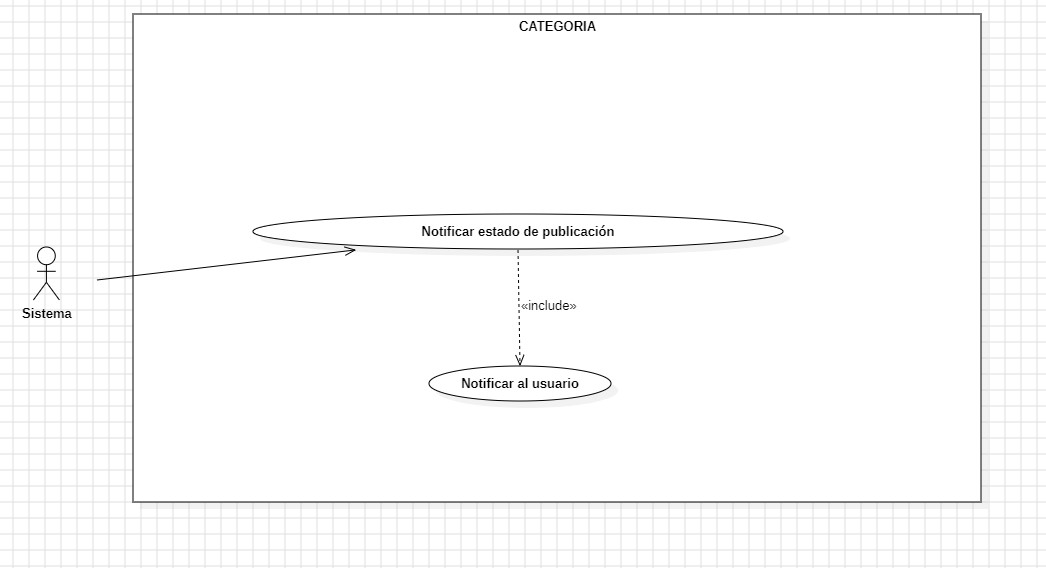 CATEGORIA
Notificar estado de publicación
Sistema
«include»
Notificar al usuario